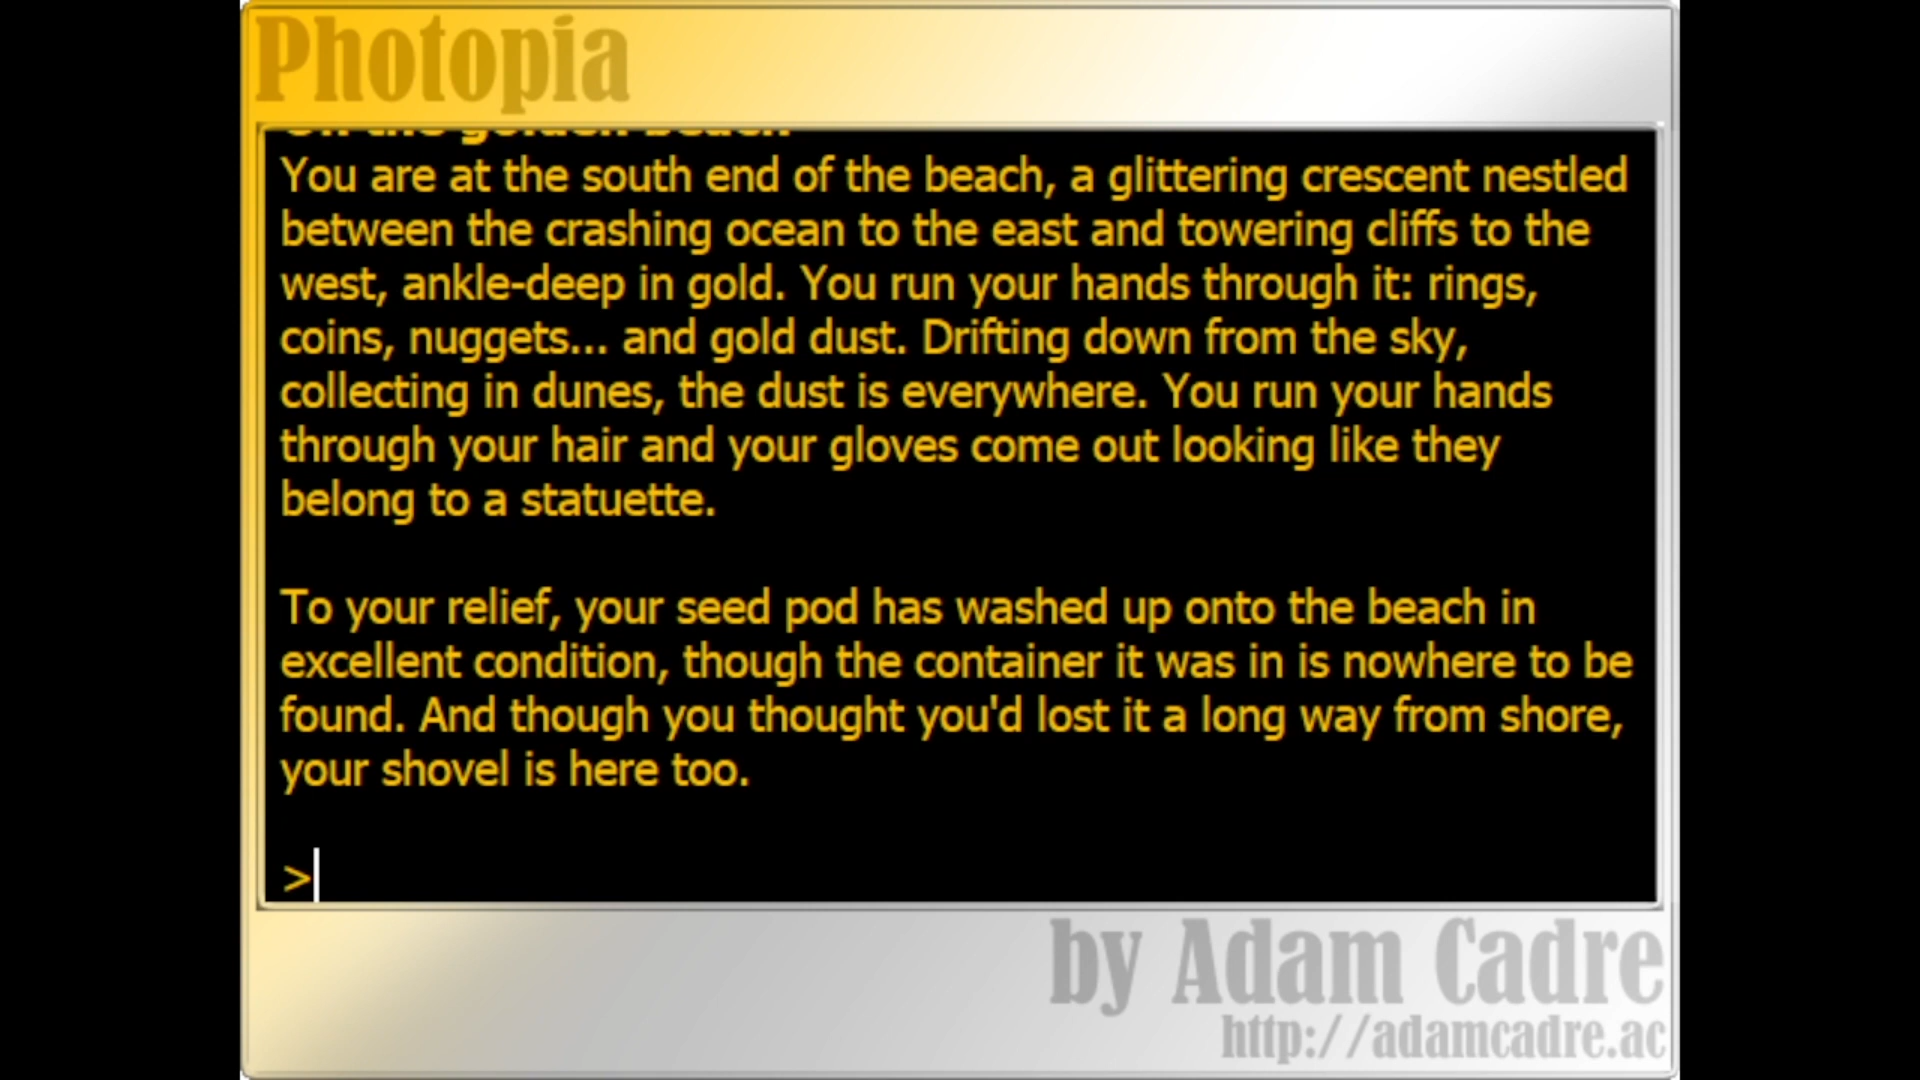 Photopia
On the golden beach
You are at the south end of the beach, a glittering crescent nestled
between the crashing ocean to the east and towering cliffs to the
west, ankle-deep in gold. You run your hands through it: rings,
coins, nuggets... and gold dust. Drifting down from the sky,
collecting in dunes, the dust is everywhere. You run your hands
through your hair and your gloves come out looking like they
belong to a statuette.
To your relief, your seed pod has washed up onto the beach in
excellent condition, though the container it was in is nowhere to be
found. And though you thought you'd lost it a long way from shore,
your shovel is here too.
>
by Adam Cadre
http://adamcadre.ac